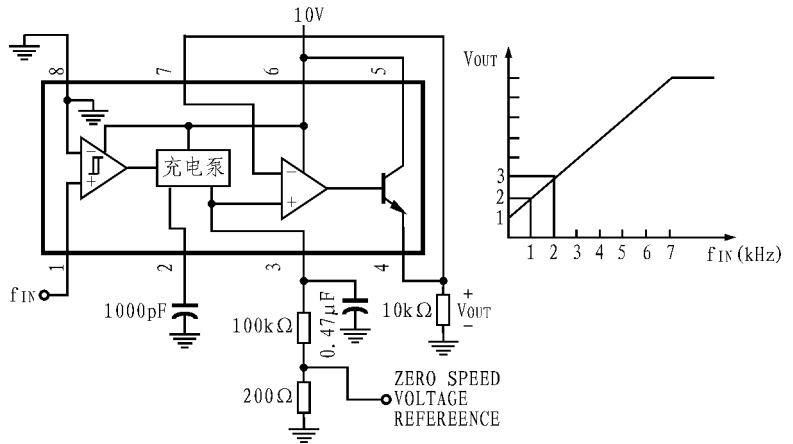 10V
8
7
6
5
充电泵
−
+
−
+
1
2
3
4
fIN
1000pF
100kΩ
0.47μF
10kΩ
+
VOUT
−
200Ω
ZERO SPEED
VOLTAGE
REFEREENCE
VOUT
3
2
1
1 2 3 4 5 6 7 fIN(kHz)